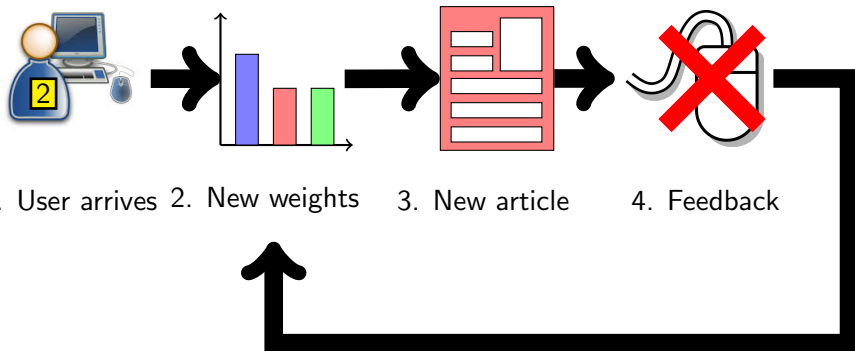 2
. User arrives
2. New weights
3. New article
4. Feedback